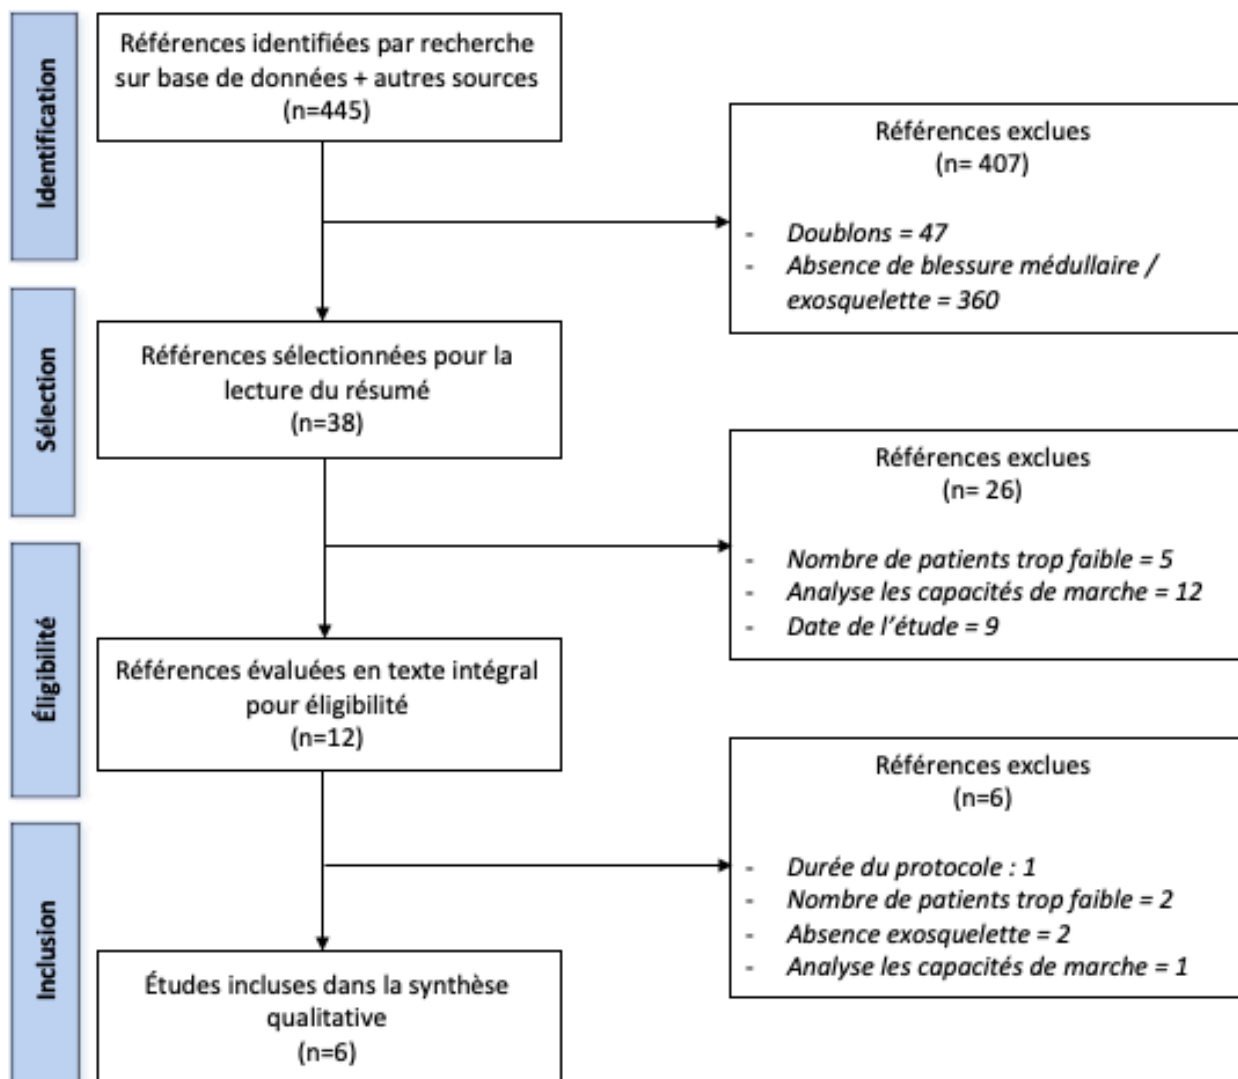 Identification
Références identifiées par recherche
sur base de données + autres sources
(n=445)
Références exclues
(n= 407)
- Doublons = 47
- Absence de blessure médullaire /
exosquelette = 360
Sélection
Références sélectionnées pour la
lecture du résumé
(n=38)
Références exclues
(n= 26)
- Nombre de patients trop faible = 5
- Analyse les capacités de marche = 12
- Date de l'étude = 9
Éligibilité
Références évaluées en texte intégral
pour éligibilité
(n=12)
Références exclues
(n=6)
- Durée du protocole : 1
- Nombre de patients trop faible = 2
- Absence exosquelette = 2
- Analyse les capacités de marche = 1
Inclusion
Études incluses dans la synthèse
qualitative
(n=6)